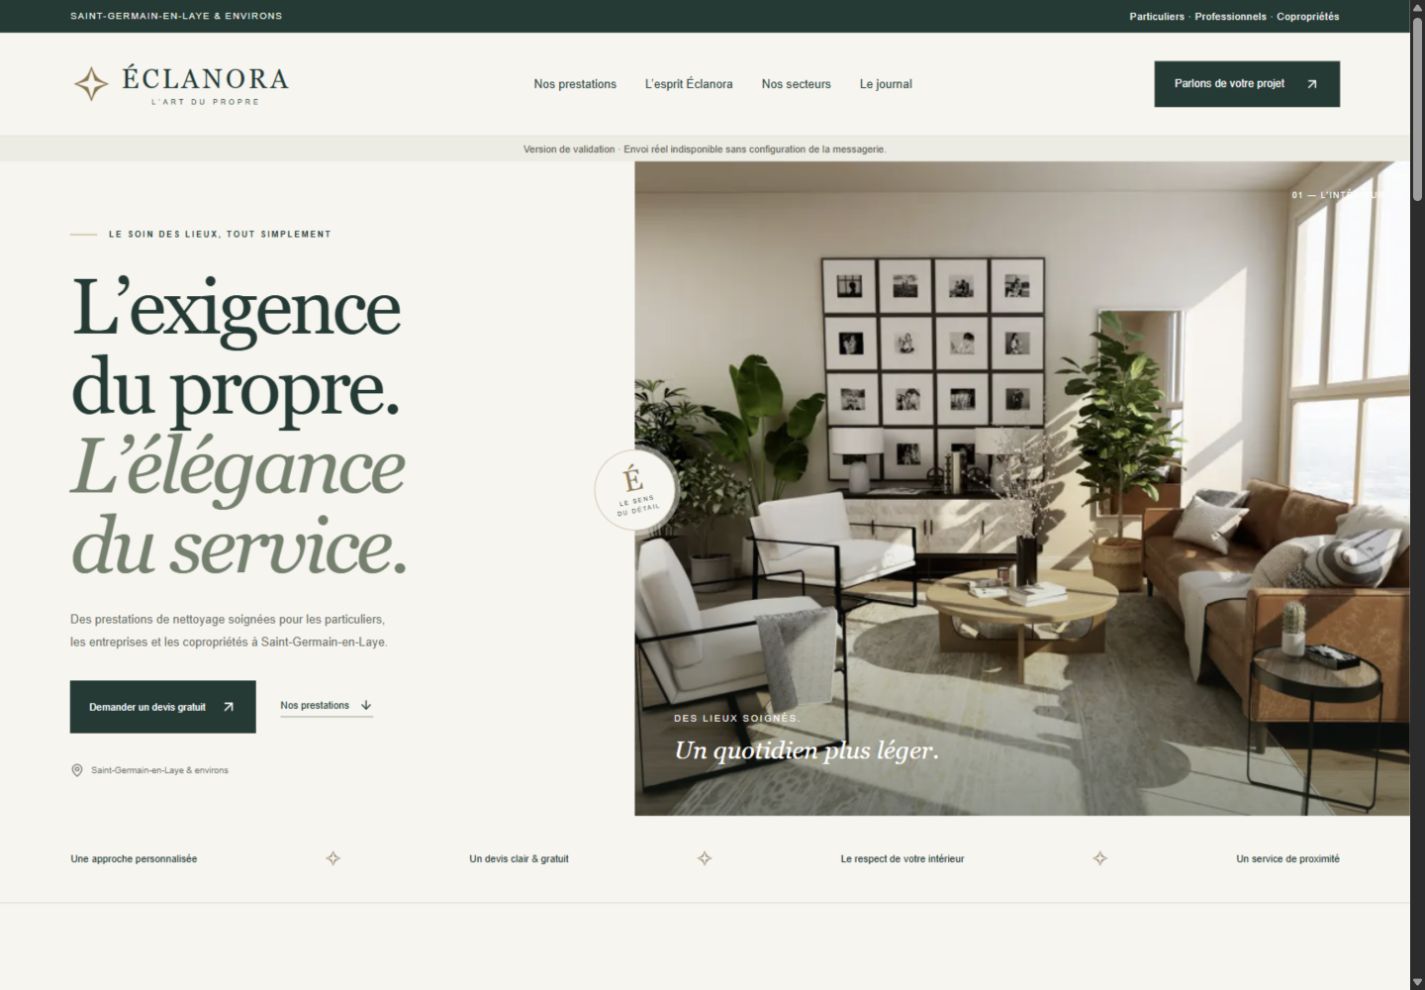 SAINT-GERMAIN-EN-LAYE & ENVIRONS
Particuliers · Professionnels · Copropriétés
ÉCLANORA
L'ART DU PROPRE
Nos prestations
L'esprit Éclanora
Nos secteurs
Le journal
Parlons de votre projet
Version de validation · Envoi réel indisponible sans configuration de la messagerie.
01 —
LE SOIN DES LIEUX, TOUT SIMPLEMENT
L’exigence
du propre.
L’élégance
du service.
É
LE SENS
DU DÉTAIL
Des prestations de nettoyage soignées pour les particuliers,
les entreprises et les copropriétés à Saint-Germain-en-Laye.
Demander un devis gratuit
Nos prestations
Saint-Germain-en-Laye & environs
DES LIEUX SOIGNÉS.
Un quotidien plus léger.
Une approche personnalisée
Un devis clair & gratuit
Le respect de votre intérieur
Un service de proximité